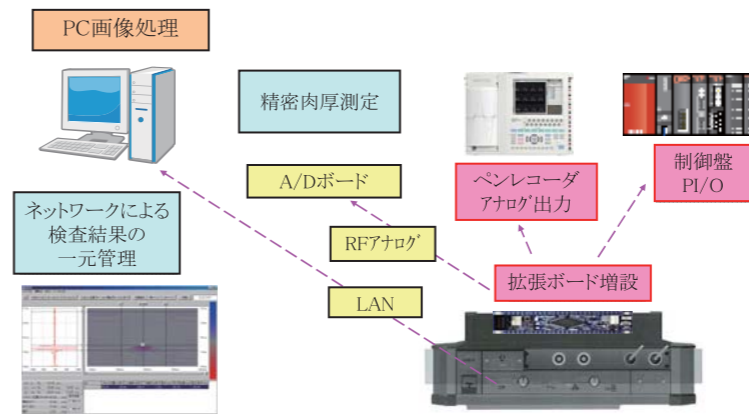 PC画像処理
精密肉厚測定
A/Dボード
ペンレコーダ
アナログ出力
制御盤
PI/O
ネットワークによる
検査結果の
一元管理
RFアナログ
拡張ボード増設
LAN